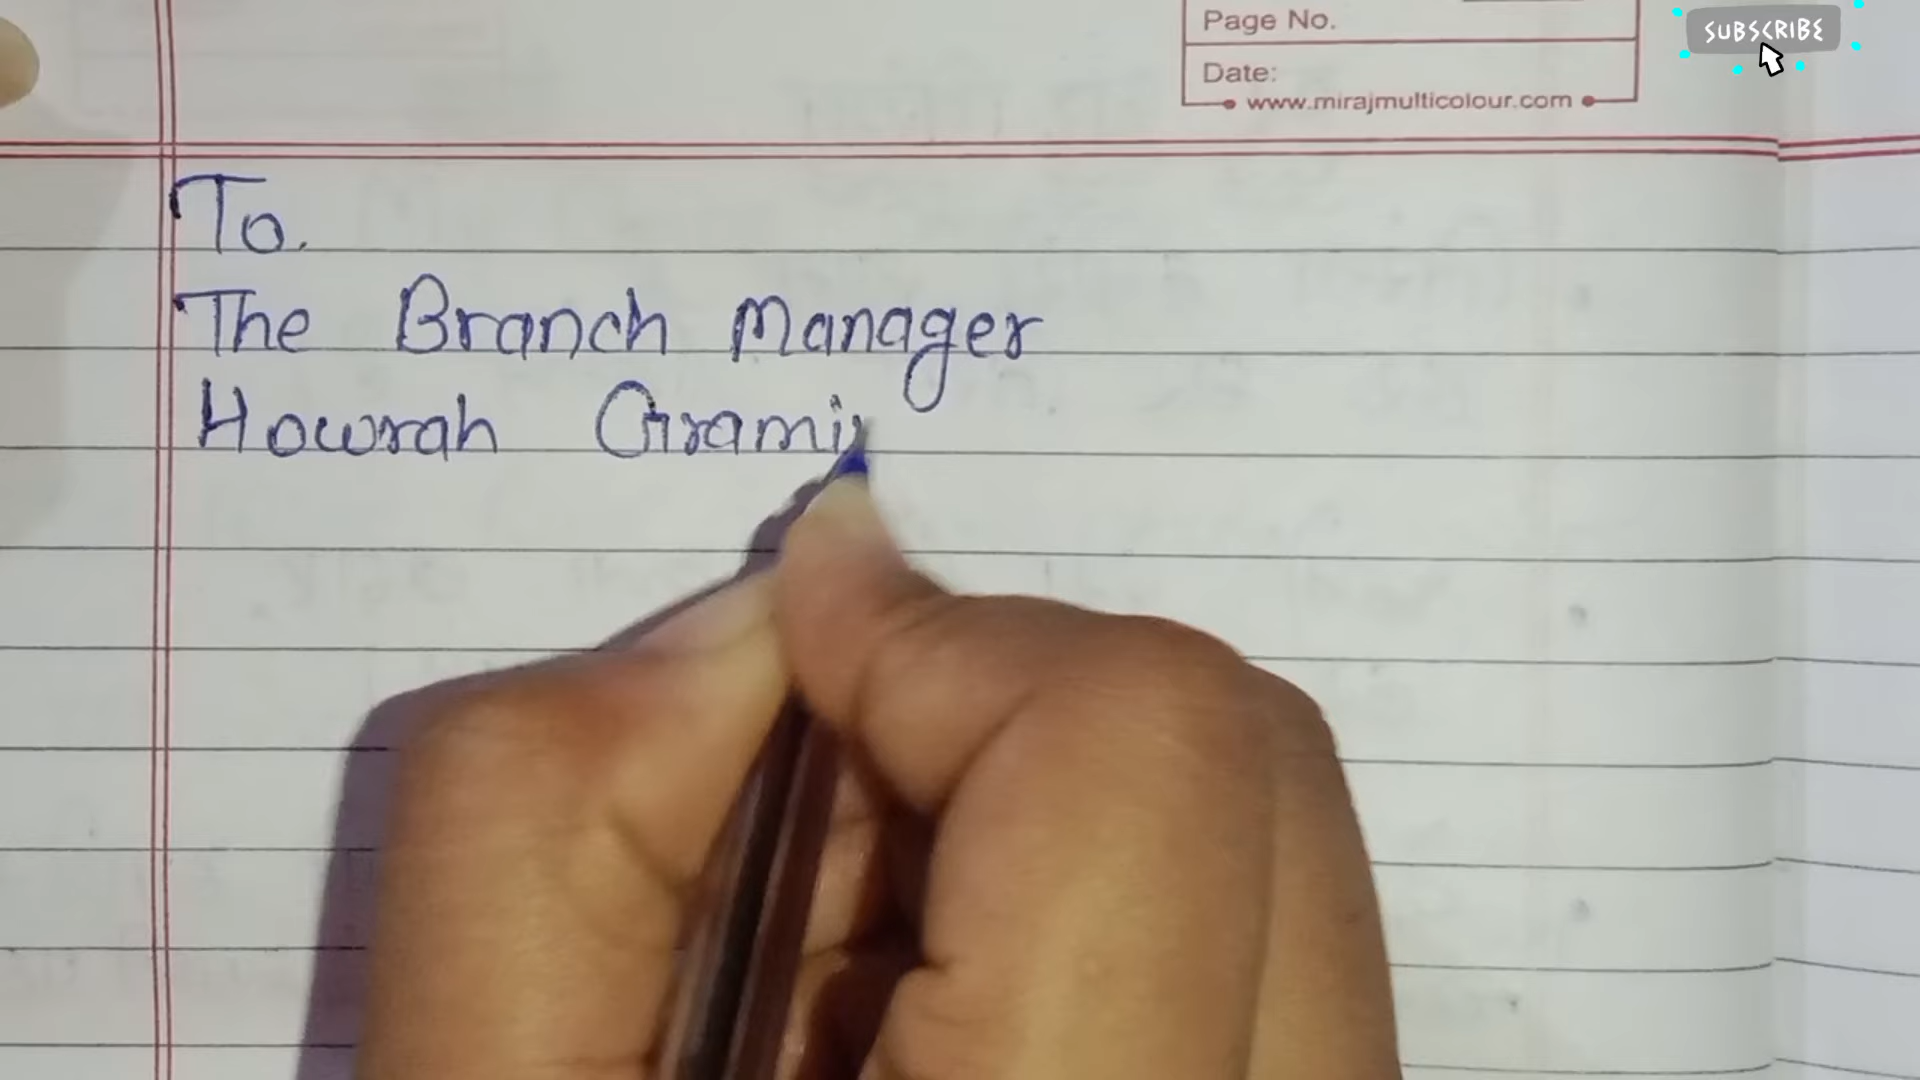 Page No.
Date:
www.mirajmulticolour.com
SUBSCRIBE
To.
The Branch Manager
Howrah